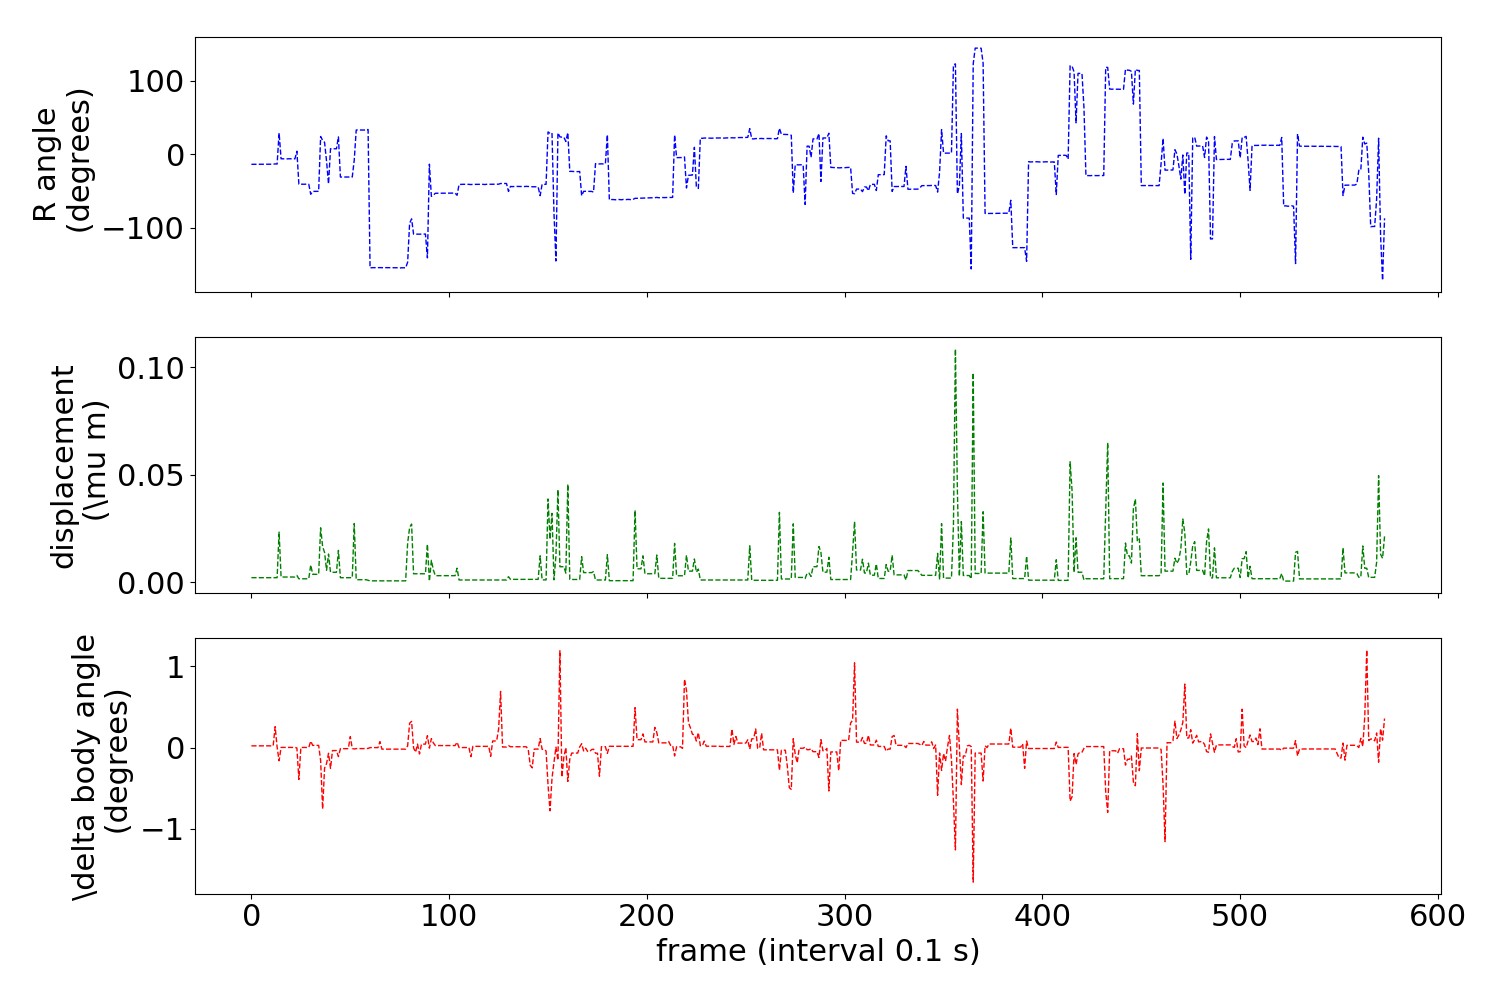 R angle
(degrees)
100
0
−100
displacement
(\mu m)
0.10
0.05
0.00
\delta body angle
(degrees)
1
0
−1
0 100 200 300 400 500 600
frame (interval 0.1 s)